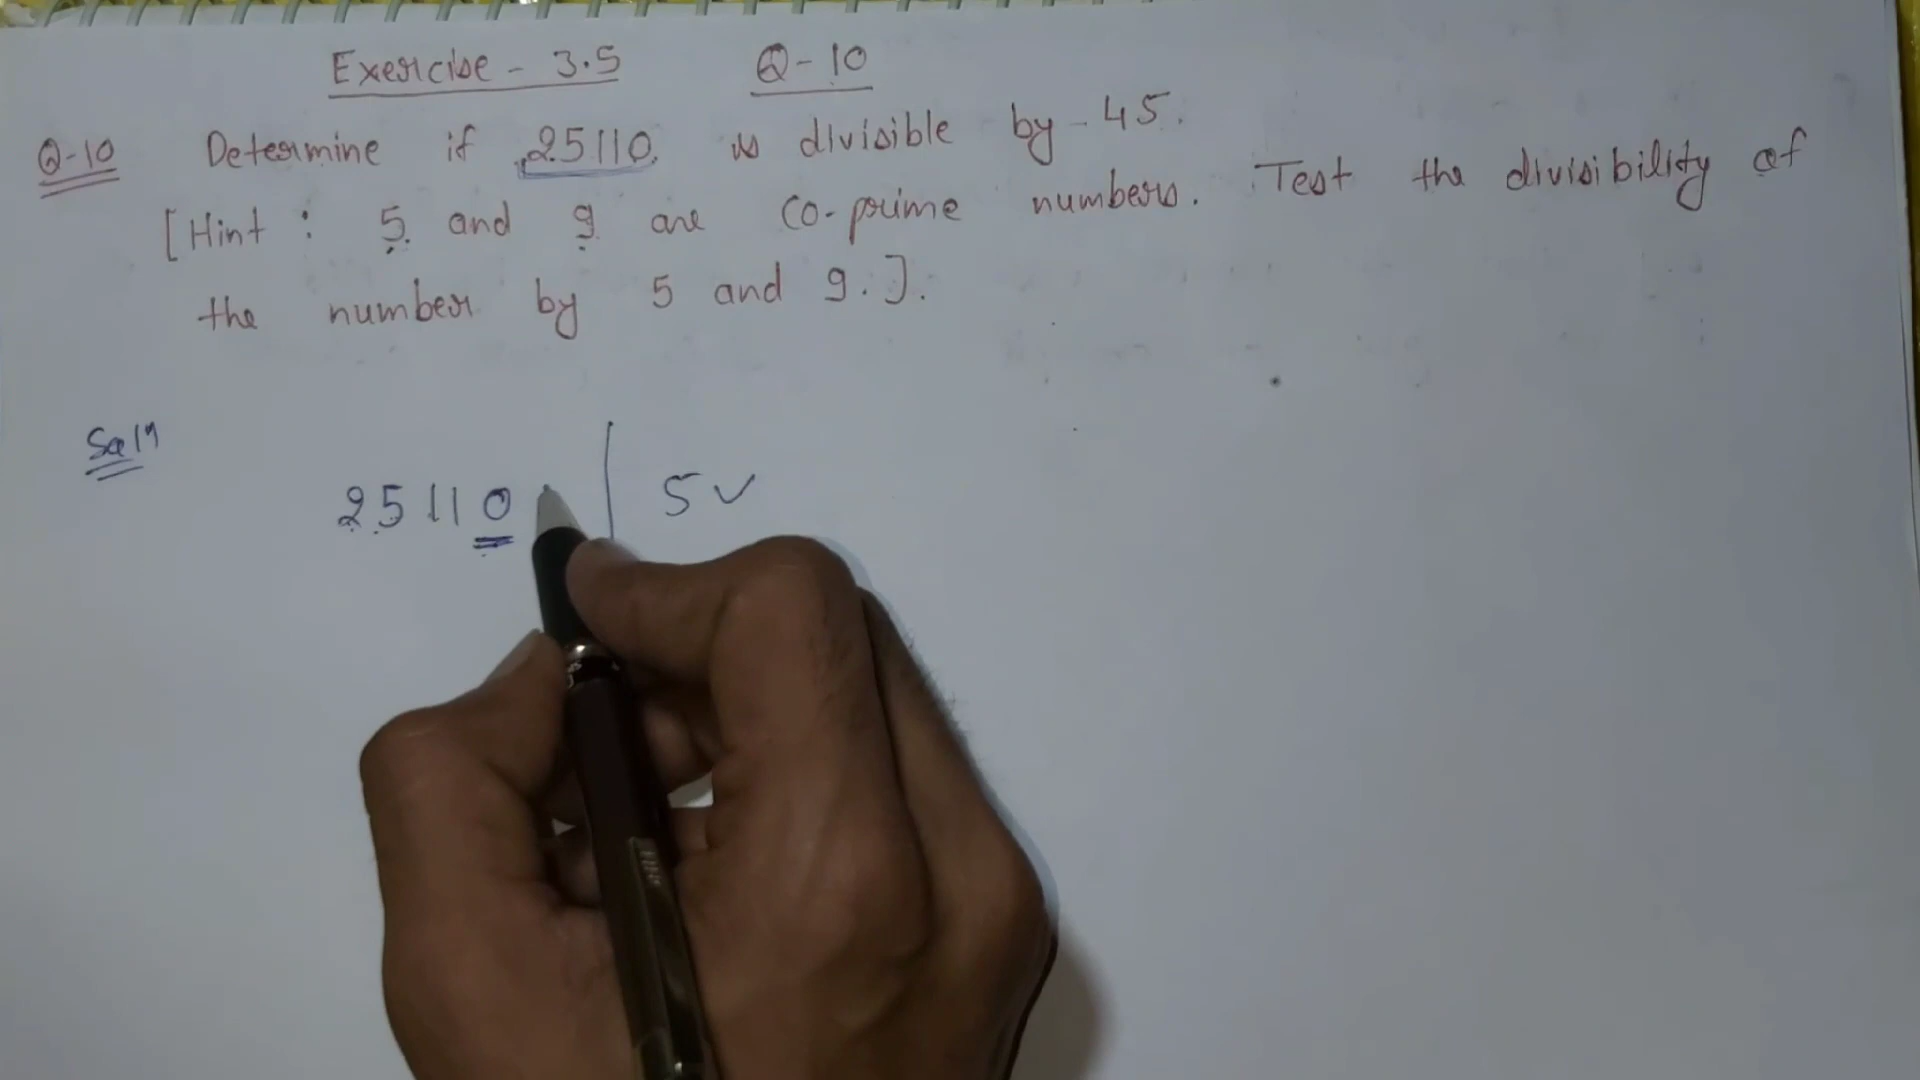 Exercise - 3.5 Q-10
Q-10 Determine if 25110 is divisible by 45.
[Hint : 5 and 9 are co-prime numbers. Test the divisibility of
the number by 5 and 9.].
Soln
25110 | 5 ✓